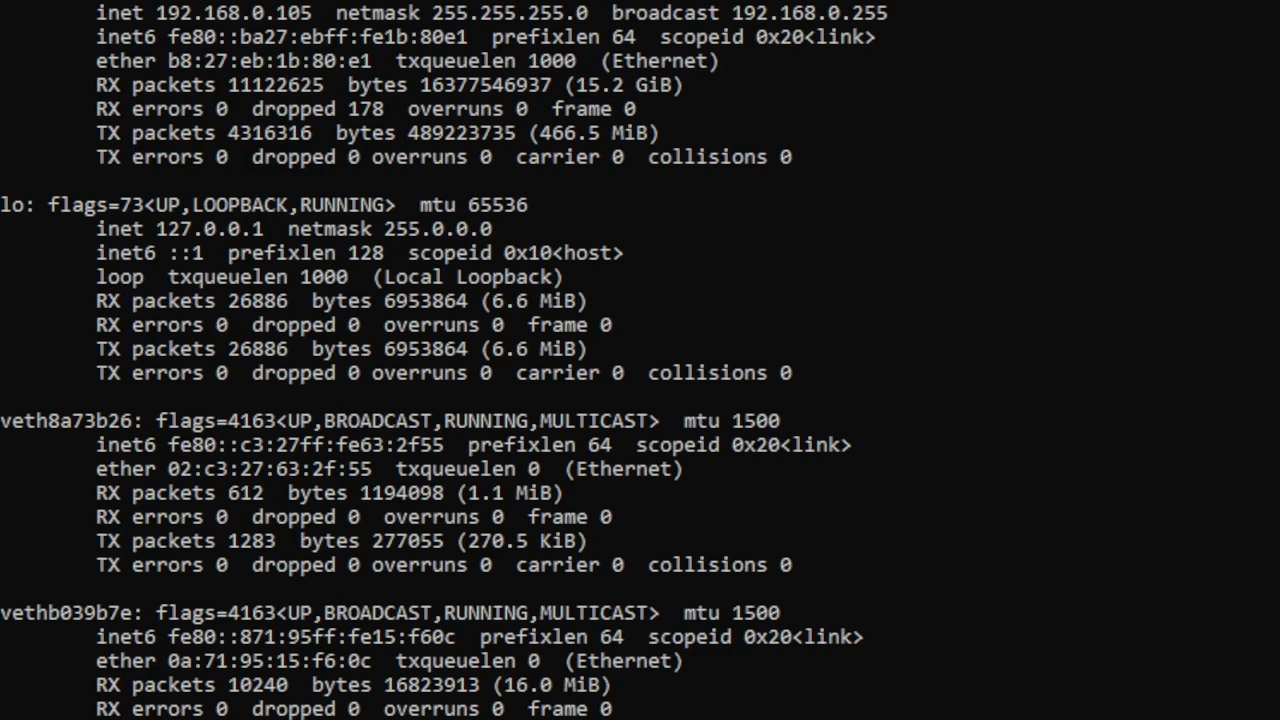 inet 192.168.0.105  netmask 255.255.255.0  broadcast 192.168.0.255
inet6 fe80::ba27:ebff:fe1b:80e1  prefixlen 64  scopeid 0x20<link>
ether b8:27:eb:1b:80:e1  txqueuelen 1000  (Ethernet)
RX packets 11122625  bytes 16377546937 (15.2 GiB)
RX errors 0  dropped 178  overruns 0  frame 0
TX packets 4316316  bytes 489223735 (466.5 MiB)
TX errors 0  dropped 0 overruns 0  carrier 0  collisions 0
lo: flags=73<UP,LOOPBACK,RUNNING>  mtu 65536
inet 127.0.0.1  netmask 255.0.0.0
inet6 ::1  prefixlen 128  scopeid 0x10<host>
loop  txqueuelen 1000  (Local Loopback)
RX packets 26886  bytes 6953864 (6.6 MiB)
RX errors 0  dropped 0  overruns 0  frame 0
TX packets 26886  bytes 6953864 (6.6 MiB)
TX errors 0  dropped 0 overruns 0  carrier 0  collisions 0
veth8a73b26: flags=4163<UP,BROADCAST,RUNNING,MULTICAST>  mtu 1500
inet6 fe80::c3:27ff:fe63:2f55  prefixlen 64  scopeid 0x20<link>
ether 02:c3:27:63:2f:55  txqueuelen 0  (Ethernet)
RX packets 612  bytes 1194098 (1.1 MiB)
RX errors 0  dropped 0  overruns 0  frame 0
TX packets 1283  bytes 277055 (270.5 KiB)
TX errors 0  dropped 0 overruns 0  carrier 0  collisions 0
vethb039b7e: flags=4163<UP,BROADCAST,RUNNING,MULTICAST>  mtu 1500
inet6 fe80::871:95ff:fe15:f60c  prefixlen 64  scopeid 0x20<link>
ether 0a:71:95:15:f6:0c  txqueuelen 0  (Ethernet)
RX packets 10240  bytes 16823913 (16.0 MiB)
RX errors 0  dropped 0  overruns 0  frame 0